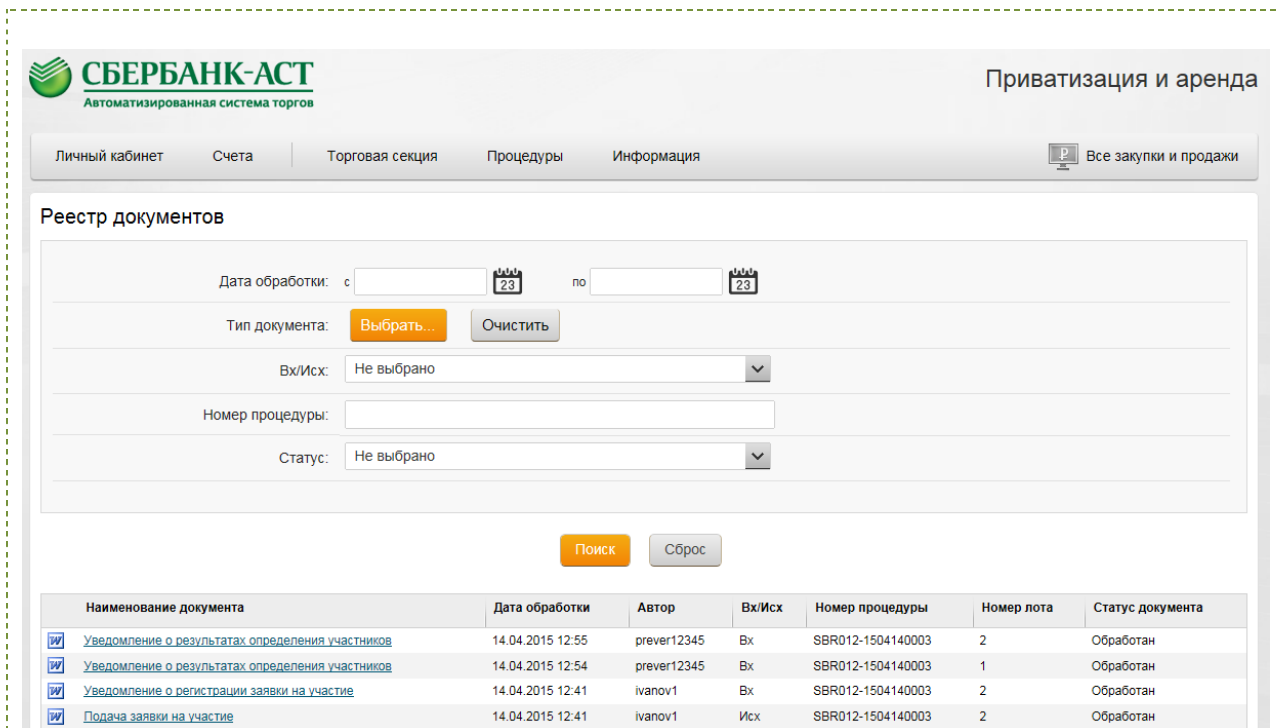 СБЕРБАНК-АСТ
Автоматизированная система торгов
Приватизация и аренда
Личный кабинет Счета Торговая секция Процедуры Информация Все закупки и продажи
Реестр документов
Дата обработки: с 23 по 23
Тип документа: Выбрать... Очистить
Вх/Исх: Не выбрано
Номер процедуры:
Статус: Не выбрано
Поиск Сброс
Наименование документа Дата обработки Автор Вх/Исх Номер процедуры Номер лота Статус документа
Уведомление о результатах определения участников 14.04.2015 12:55 prever12345 Вх SBR012-1504140003 2 Обработан
Уведомление о результатах определения участников 14.04.2015 12:54 prever12345 Вх SBR012-1504140003 1 Обработан
Уведомление о регистрации заявки на участие 14.04.2015 12:41 ivanov1 Вх SBR012-1504140003 2 Обработан
Подача заявки на участие 14.04.2015 12:41 ivanov1 Исх SBR012-1504140003 2 Обработан